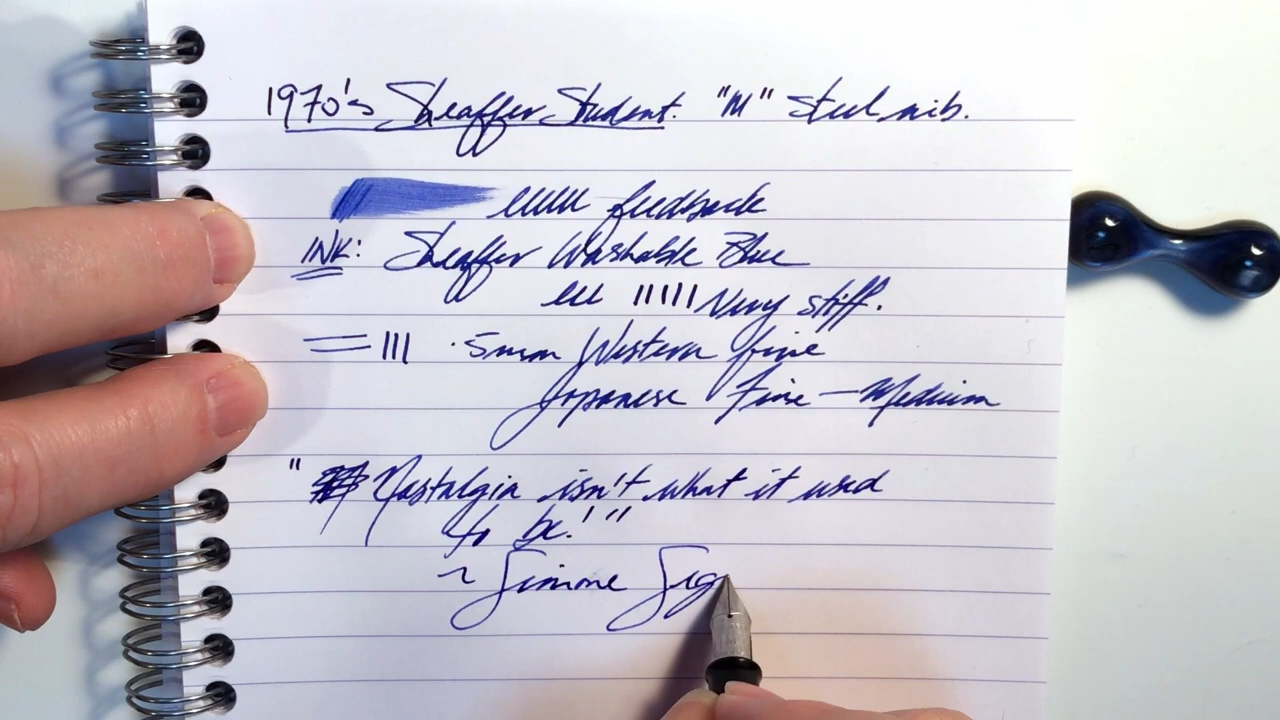 1970's Sheaffer Student. "M" Steel nib.
feedback
INK: Sheaffer Washable Blue
Very stiff.
.5mm Western fine
Japanese Fine - Medium
" Nostalgia isn't what it used
to be.' "
~ Simone Sig